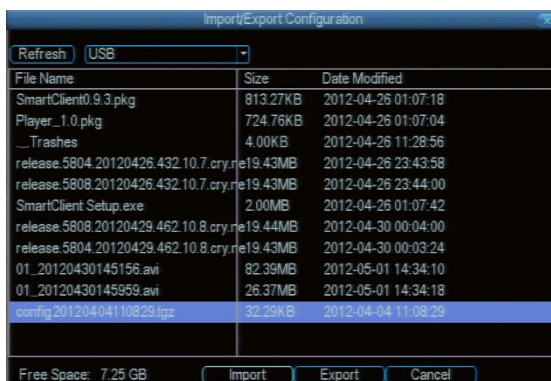 Import/Export Configuration
Refresh USB
File Name Size Date Modified
SmartClient0.9.3.pkg 813.27KB 2012-04-26 01:07:18
Player_1.0.pkg 724.76KB 2012-04-26 01:07:04
._Trashes 4.00KB 2012-04-26 11:28:56
release.5804.20120426.432.10.7.cry.ne 19.43MB 2012-04-26 23:43:58
release.5808.20120426.432.10.7.cry.ne 19.43MB 2012-04-26 23:44:00
SmartClient Setup.exe 2.00MB 2012-04-26 01:07:42
release.5808.20120429.462.10.8.cry.ne 19.44MB 2012-04-30 00:04:00
release.5804.20120429.462.10.8.cry.ne 19.43MB 2012-04-30 00:03:24
01_20120430145156.avi 82.39MB 2012-05-01 14:34:10
01_20120430145959.avi 26.37MB 2012-05-01 14:34:18
config20120404110829.tgz 32.29KB 2012-04-04 11:08:29
Free Space: 7.25 GB Import Export Cancel